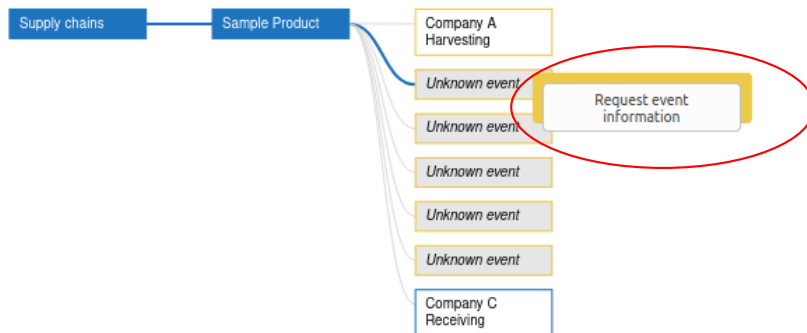 Supply chains
Sample Product
Company A
Harvesting
Unknown event
Request event
information
Unknown event
Unknown event
Unknown event
Unknown event
Company C
Receiving